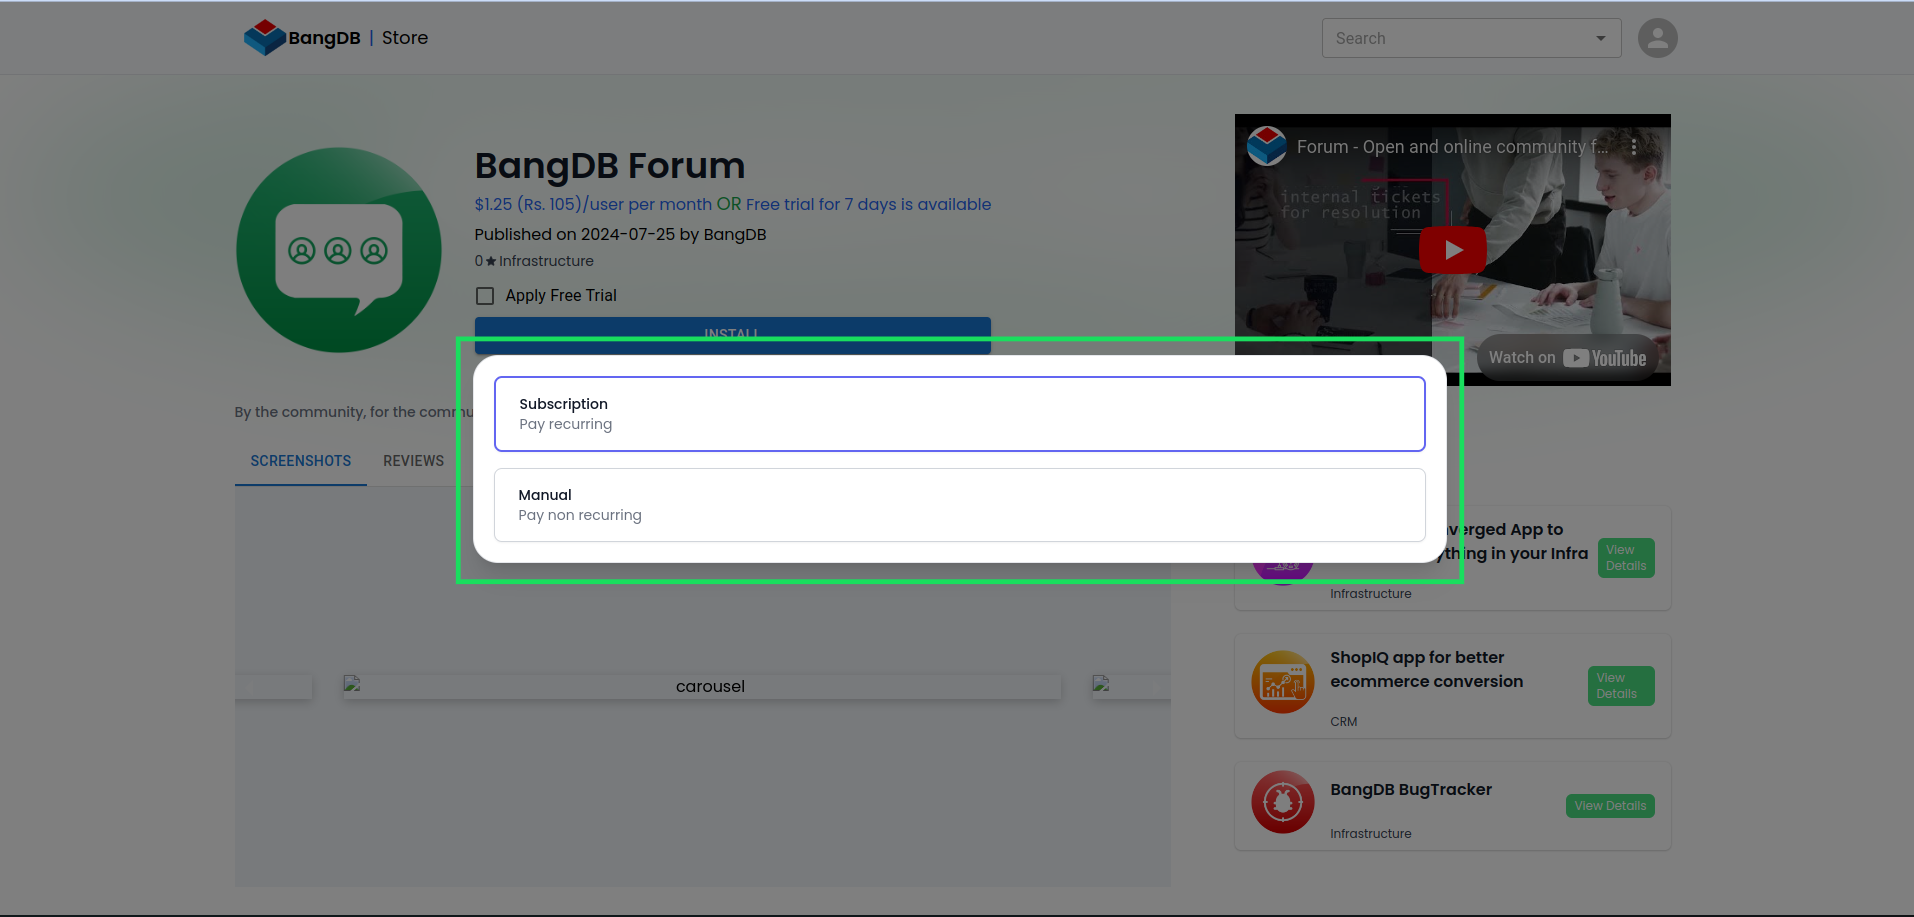 BangDB | Store
Search
BangDB Forum
$1.25 (Rs. 105)/user per month OR Free trial for 7 days is available
Published on 2024-07-25 by BangDB
0★Infrastructure
Apply Free Trial
INSTALL
Forum - Open and online community f...
internal tickets
for resolution
Watch on YouTube
By the community, for the commu
SCREENSHOTS REVIEWS
Subscription
Pay recurring
Manual
Pay non recurring
verged App to
thing in your Infra
View
Details
Infrastructure
carousel
ShopIQ app for better
ecommerce conversion
View
Details
CRM
BangDB BugTracker
View Details
Infrastructure